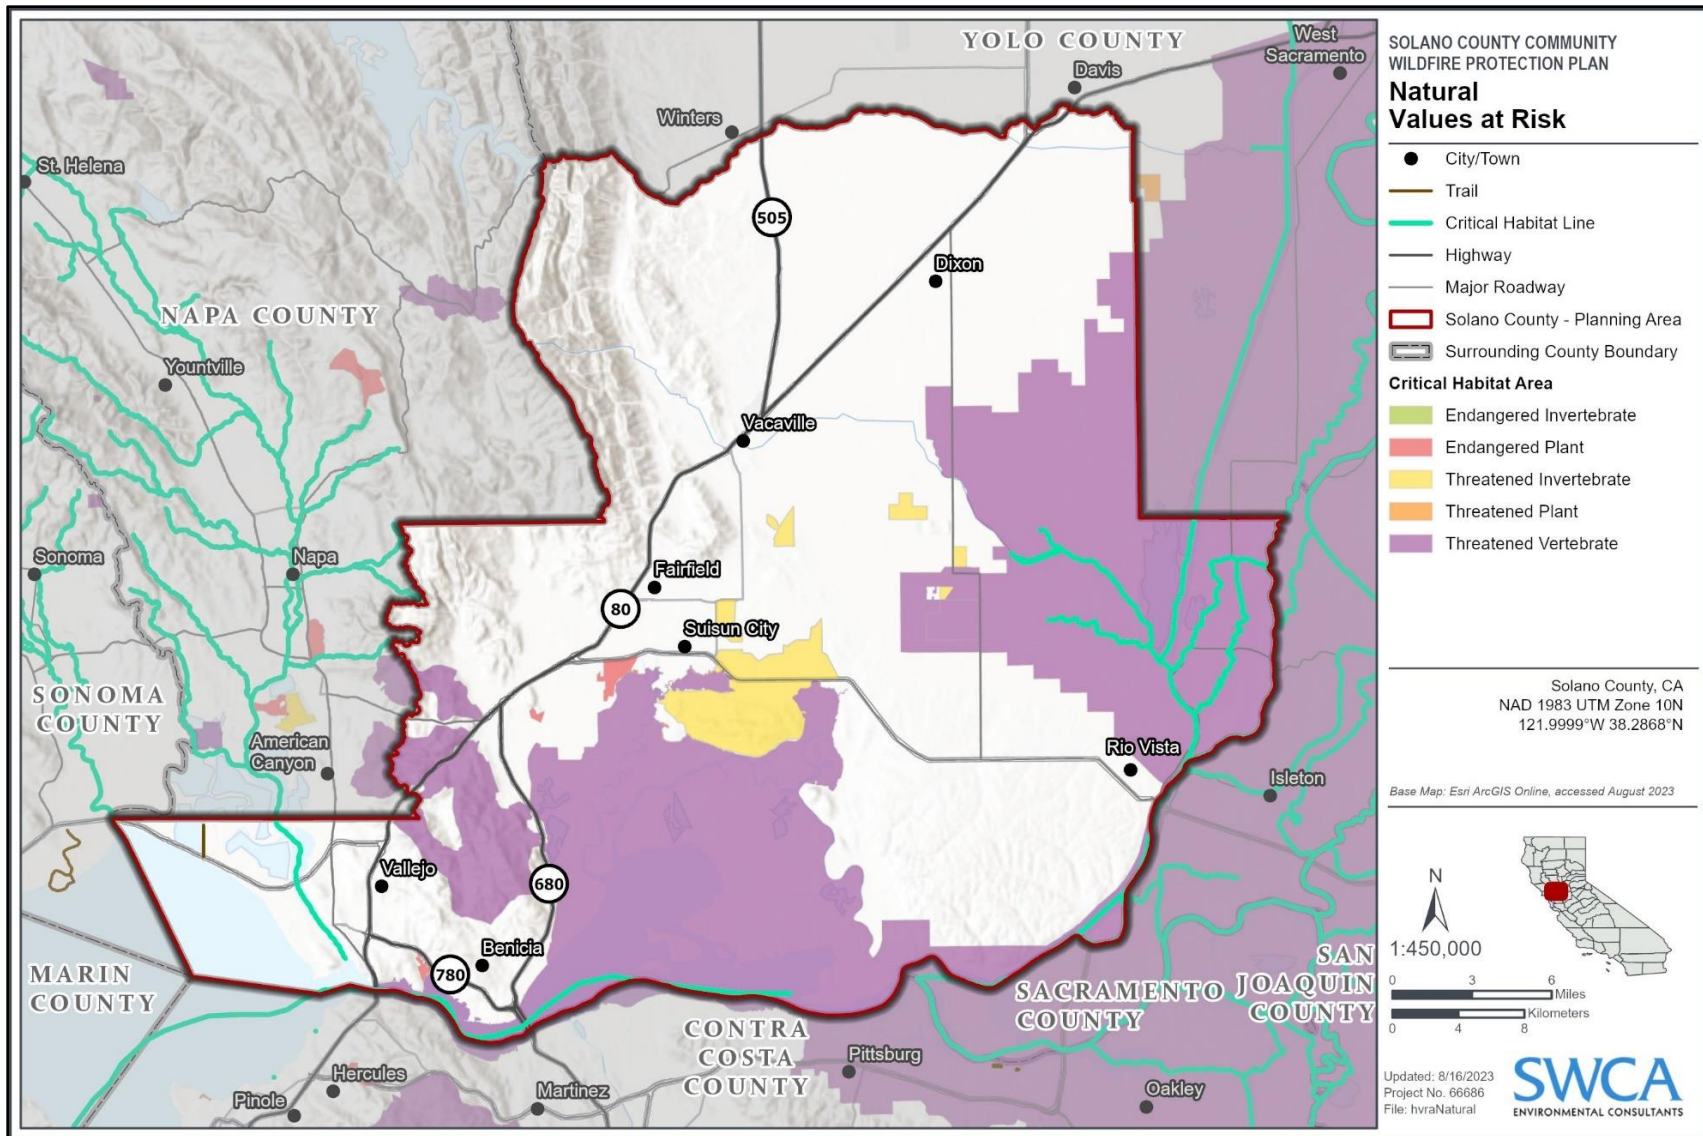 YOLO COUNTY
West
Sacramento
Davis
Winters
St. Helena
505
Dixon
NAPA COUNTY
Yountville
Vacaville
Sonoma
Napa
Fairfield
80
Suisun City
SONOMA
COUNTY
American
Canyon
Rio Vista
Isleton
Vallejo
680
Benicia
780
MARIN
COUNTY
SACRAMENTO
COUNTY
SAN
JOAQUIN
COUNTY
CONTRA
COSTA
COUNTY
Pittsburg
Hercules
Pinole
Martinez
Oakley
SOLANO COUNTY COMMUNITY
WILDFIRE PROTECTION PLAN
Natural
Values at Risk
City/Town
Trail
Critical Habitat Line
Highway
Major Roadway
Solano County - Planning Area
Surrounding County Boundary
Critical Habitat Area
Endangered Invertebrate
Endangered Plant
Threatened Invertebrate
Threatened Plant
Threatened Vertebrate
Solano County, CA
NAD 1983 UTM Zone 10N
121.9999°W 38.2868°N
Base Map: Esri ArcGIS Online, accessed August 2023
N
1:450,000
0 3 6
Miles
Kilometers
0 4 8
Updated: 8/16/2023
Project No. 66686
File: hvraNatural
SWCA
ENVIRONMENTAL CONSULTANTS